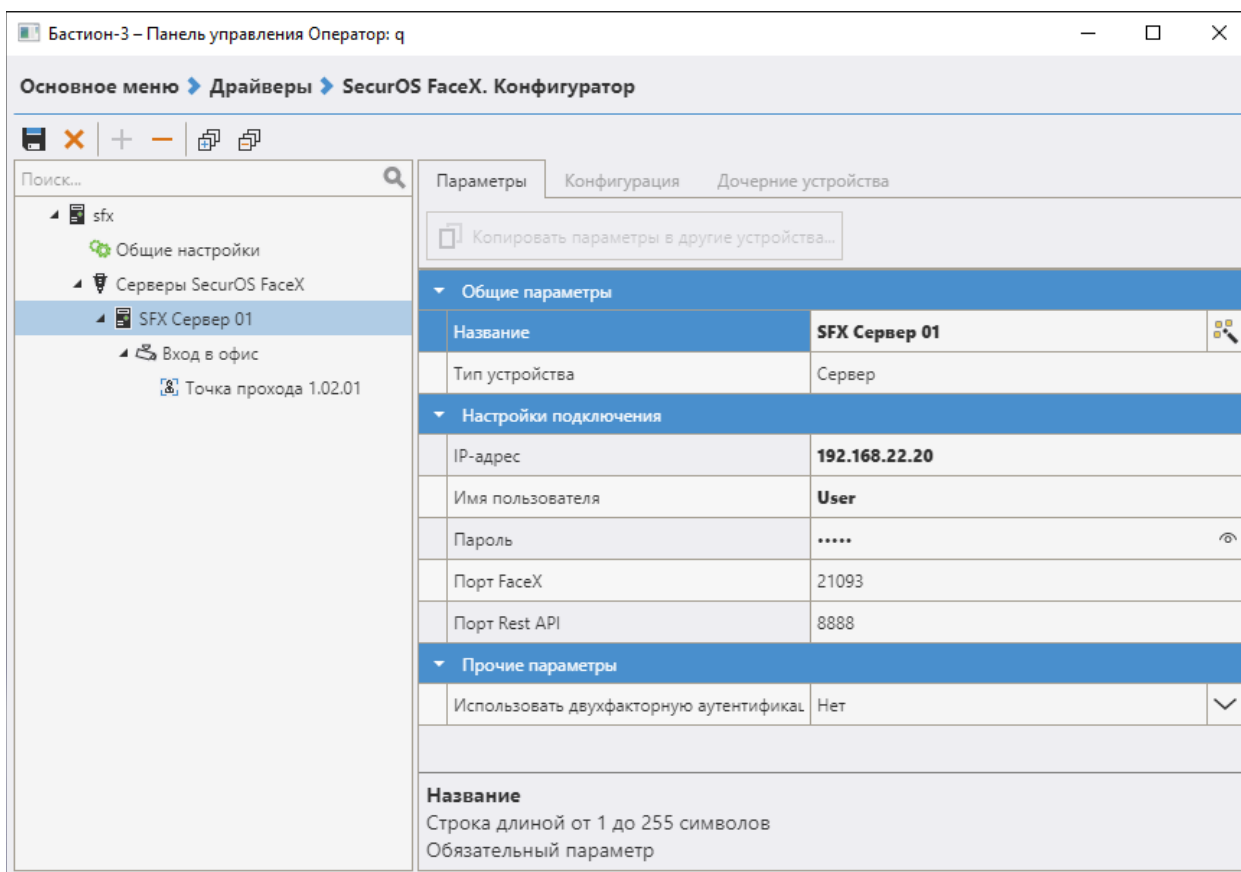 Бастион-3 – Панель управления Оператор: q
Основное меню Драйверы SecurOS FaceX. Конфигуратор
Поиск...
sfx
Общие настройки
Серверы SecurOS FaceX
SFX Сервер 01
Вход в офис
Точка прохода 1.02.01
Параметры Конфигурация Дочерние устройства
Копировать параметры в другие устройства...
Общие параметры
Название SFX Сервер 01
Тип устройства Сервер
Настройки подключения
IP-адрес 192.168.22.20
Имя пользователя User
Пароль •••••
Порт FaceX 21093
Порт Rest API 8888
Прочие параметры
Использовать двухфакторную аутентификац Нет
Название
Строка длиной от 1 до 255 символов
Обязательный параметр